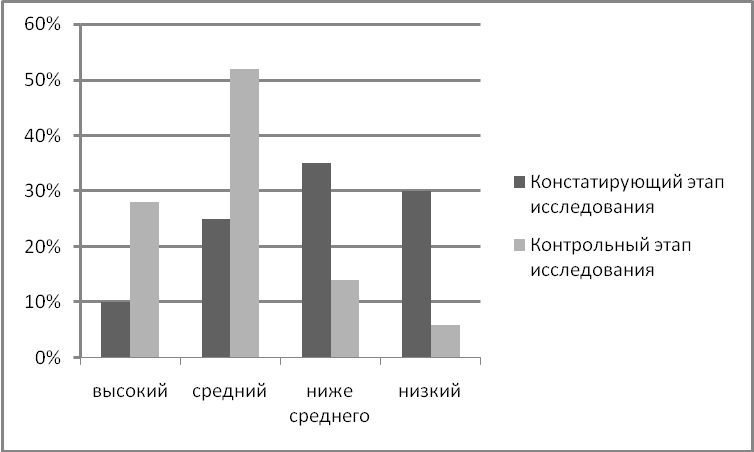 60%
50%
40%
30%
20%
10%
0%
высокий
средний
ниже
среднего
низкий
Констатирующий этап
исследования
Контрольный этап
исследования